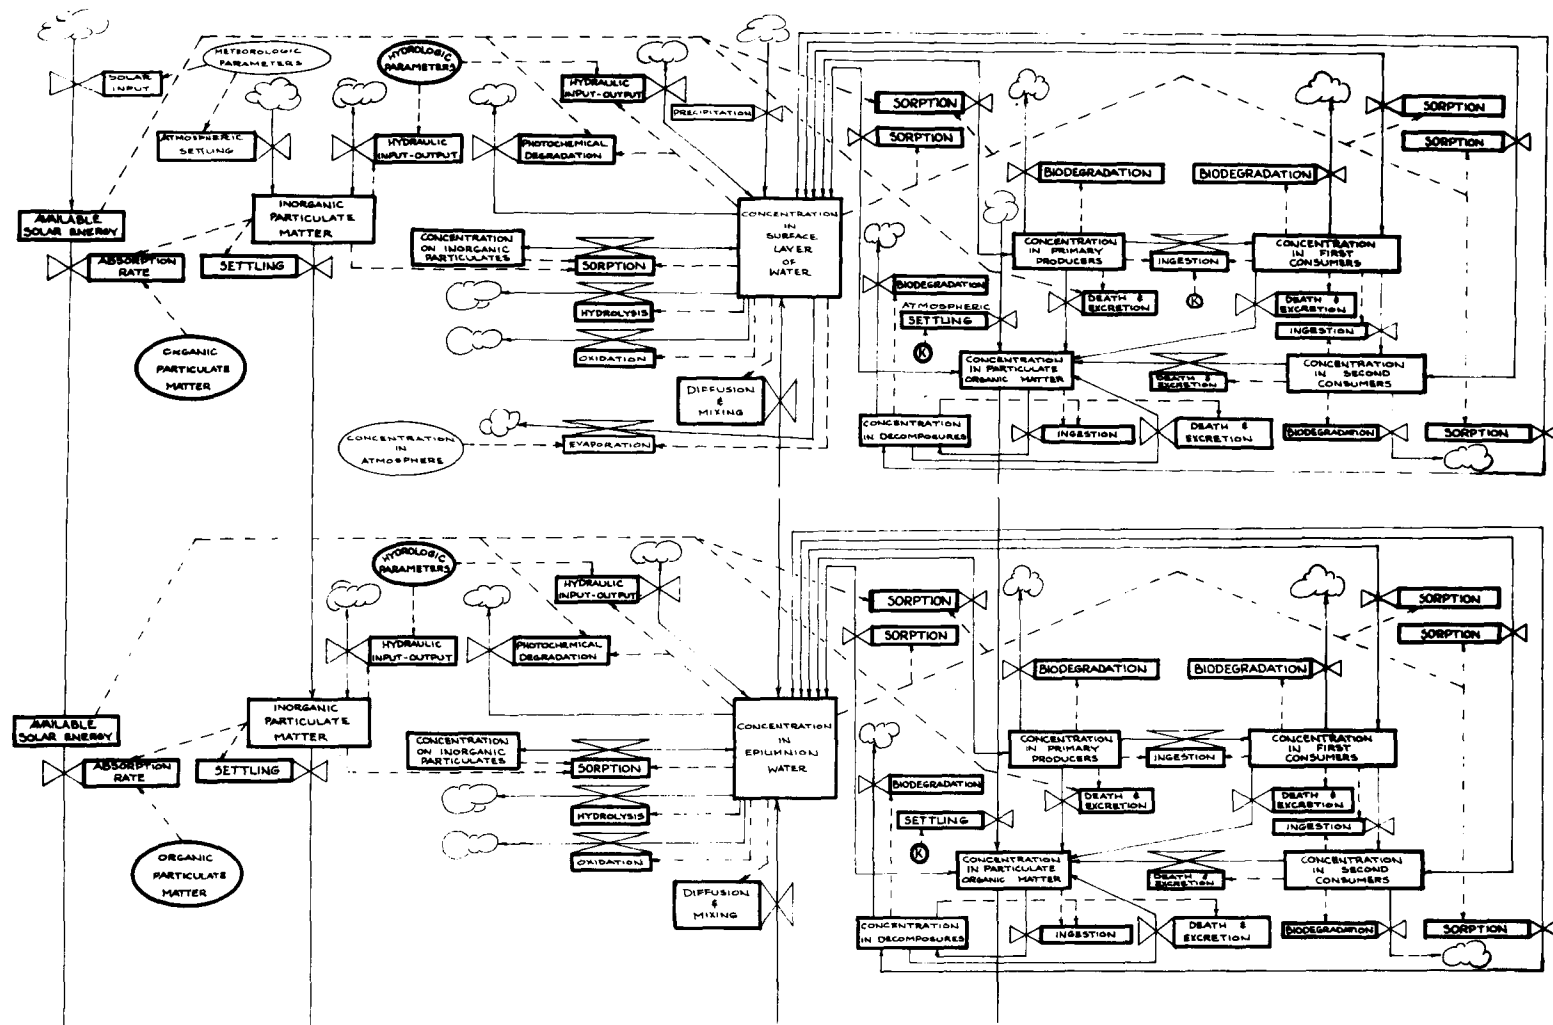 METEOROLOGIC
PARAMETERS
SOLAR
INPUT
ATMOSPHERIC
SETTLING
HYDROLOGIC
PARAMETERS
HYDRAULIC
INPUT-OUTPUT
HYDRAULIC
INPUT-OUTPUT
PRECIPITATION
PHOTOCHEMICAL
DEGRADATION
AVAILABLE
SOLAR ENERGY
INORGANIC
PARTICULATE
MATTER
ABSORPTION
RATE
SETTLING
ORGANIC
PARTICULATE
MATTER
CONCENTRATION
ON INORGANIC
PARTICULATES
SORPTION
HYDROLYSIS
OXIDATION
DIFFUSION
&
MIXING
CONCENTRATION
IN
ATMOSPHERE
EVAPORATION
CONCENTRATION
IN
SURFACE
LAYER
OF
WATER
SORPTION
SORPTION
SORPTION
SORPTION
BIODEGRADATION
BIODEGRADATION
CONCENTRATION
IN PRIMARY
PRODUCERS
INGESTION
CONCENTRATION
IN FIRST
CONSUMERS
BIODEGRADATION
DEATH &
EXCRETION
K
DEATH &
EXCRETION
ATMOSPHERIC
SETTLING
K
INGESTION
CONCENTRATION
IN PARTICULATE
ORGANIC MATTER
DEATH &
EXCRETION
CONCENTRATION
IN SECOND
CONSUMERS
CONCENTRATION
IN DECOMPOSURES
INGESTION
DEATH &
EXCRETION
BIODEGRADATION
SORPTION
HYDROLOGIC
PARAMETERS
HYDRAULIC
INPUT-OUTPUT
HYDRAULIC
INPUT-OUTPUT
PHOTOCHEMICAL
DEGRADATION
AVAILABLE
SOLAR ENERGY
INORGANIC
PARTICULATE
MATTER
ABSORPTION
RATE
SETTLING
ORGANIC
PARTICULATE
MATTER
CONCENTRATION
ON INORGANIC
PARTICULATES
SORPTION
HYDROLYSIS
OXIDATION
DIFFUSION
&
MIXING
CONCENTRATION
IN
EPILIMNION
WATER
SORPTION
SORPTION
SORPTION
SORPTION
BIODEGRADATION
BIODEGRADATION
CONCENTRATION
IN PRIMARY
PRODUCERS
INGESTION
CONCENTRATION
IN FIRST
CONSUMERS
BIODEGRADATION
DEATH &
EXCRETION
DEATH &
EXCRETION
SETTLING
K
INGESTION
CONCENTRATION
IN PARTICULATE
ORGANIC MATTER
DEATH &
EXCRETION
CONCENTRATION
IN SECOND
CONSUMERS
CONCENTRATION
IN DECOMPOSURES
INGESTION
DEATH &
EXCRETION
BIODEGRADATION
SORPTION